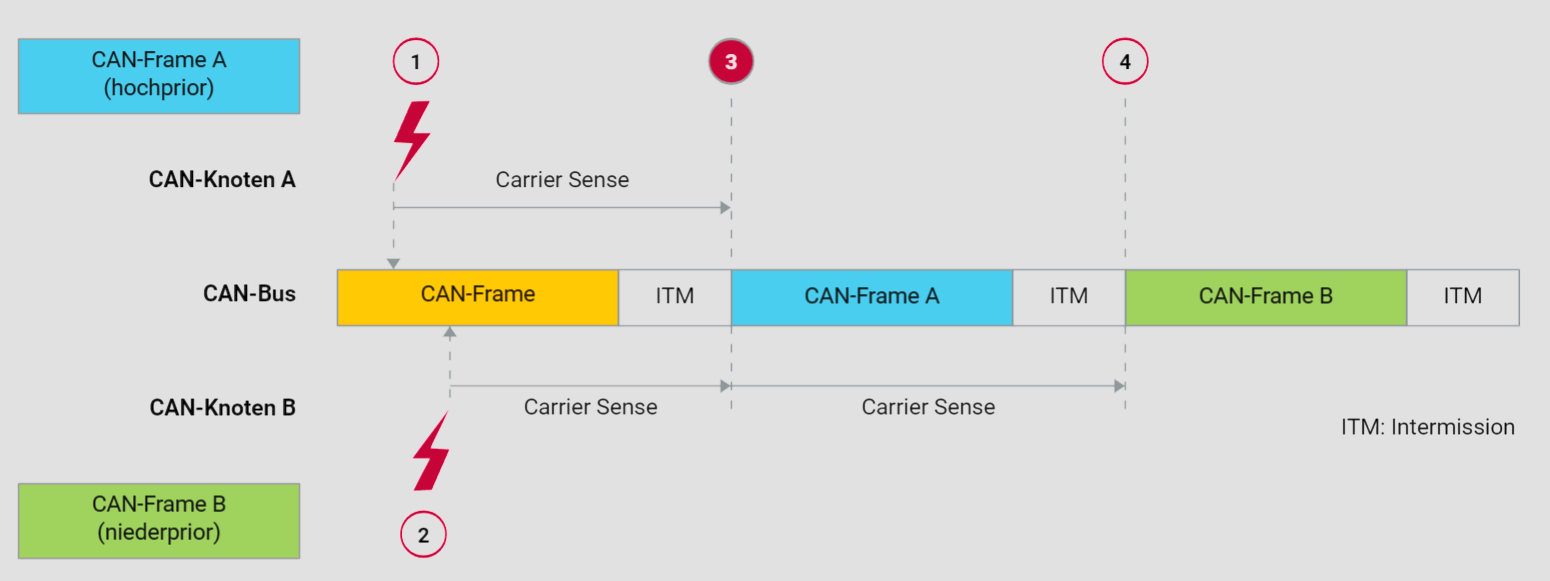 CAN-Frame A
(hochprior)
1
3
4
CAN-Knoten A
Carrier Sense
CAN-Bus
CAN-Frame
ITM
CAN-Frame A
ITM
CAN-Frame B
ITM
CAN-Knoten B
Carrier Sense
Carrier Sense
ITM: Intermission
CAN-Frame B
(niederprior)
2